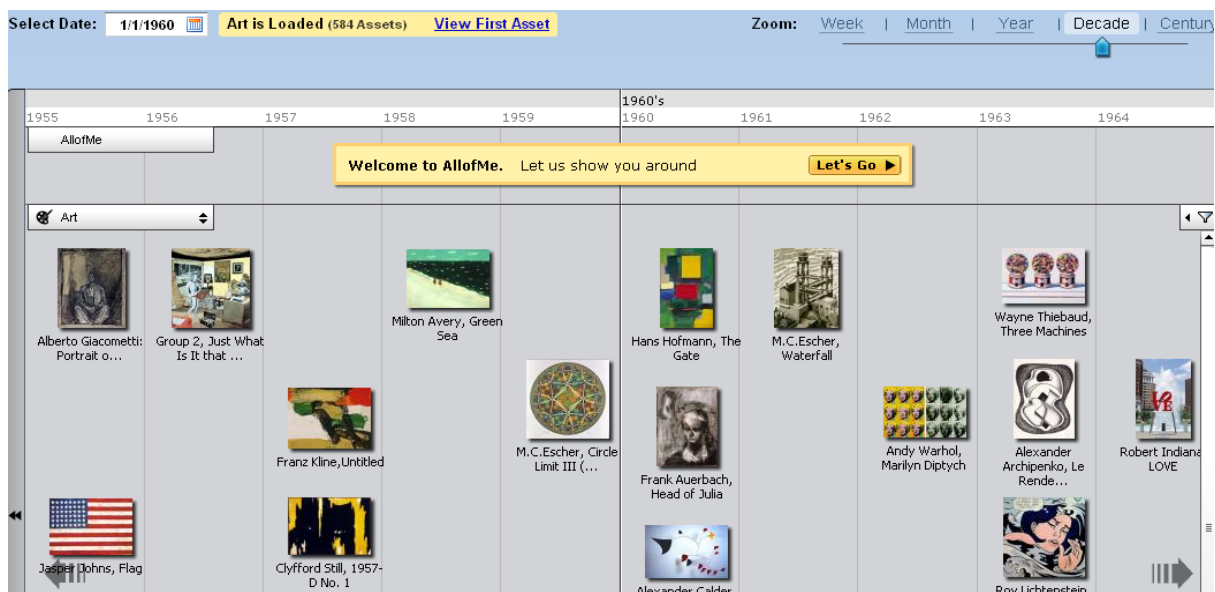 Select Date: 1/1/1960 Art is Loaded (584 Assets) View First Asset Zoom: Week | Month | Year | Decade | Century
1960's
1955 1956 1957 1958 1959 1960 1961 1962 1963 1964
AllofMe
Welcome to AllofMe. Let us show you around Let's Go
Art
Alberto Giacometti:
Portrait o...
Group 2, Just What
Is It that ...
Milton Avery, Green
Sea
Hans Hofmann, The
Gate
M.C.Escher,
Waterfall
Wayne Thiebaud,
Three Machines
Franz Kline,Untitled
M.C.Escher, Circle
Limit III (...
Frank Auerbach,
Head of Julia
Andy Warhol,
Marilyn Diptych
Alexander
Archipenko, Le
Rende...
Robert Indiana
LOVE
LOVE
Jasper Johns, Flag
Clyfford Still, 1957-
D No. 1
Alexander Calder
Roy Lichtenstein